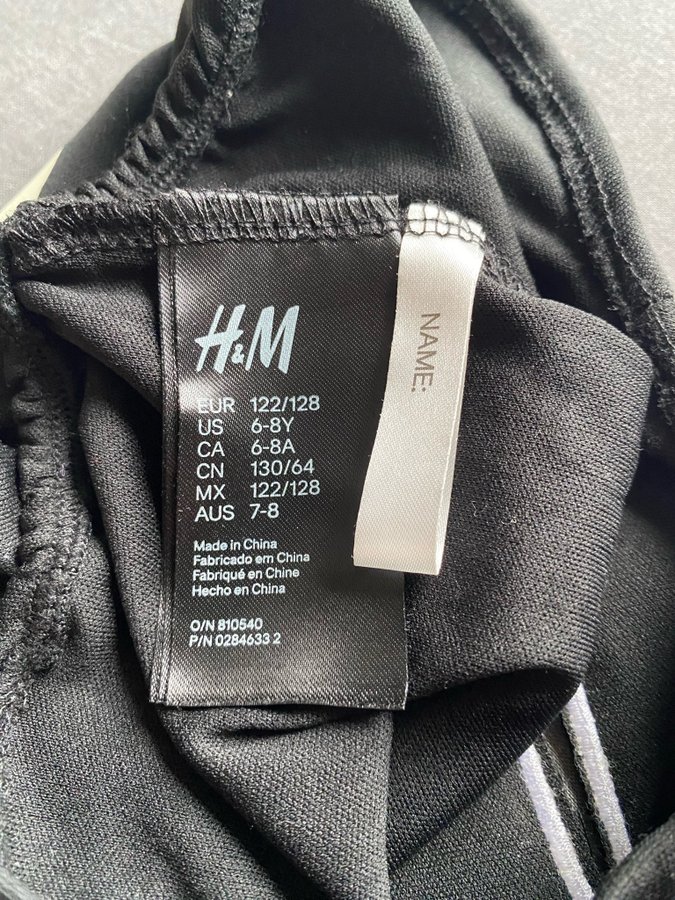 H&M
EUR 122/128
US 6-8Y
CA 6-8A
CN 130/64
MX 122/128
AUS 7-8
Made in China
Fabricado em China
Fabriqué en Chine
Hecho en China
O/N 810540
P/N 0284633 2
NAME: